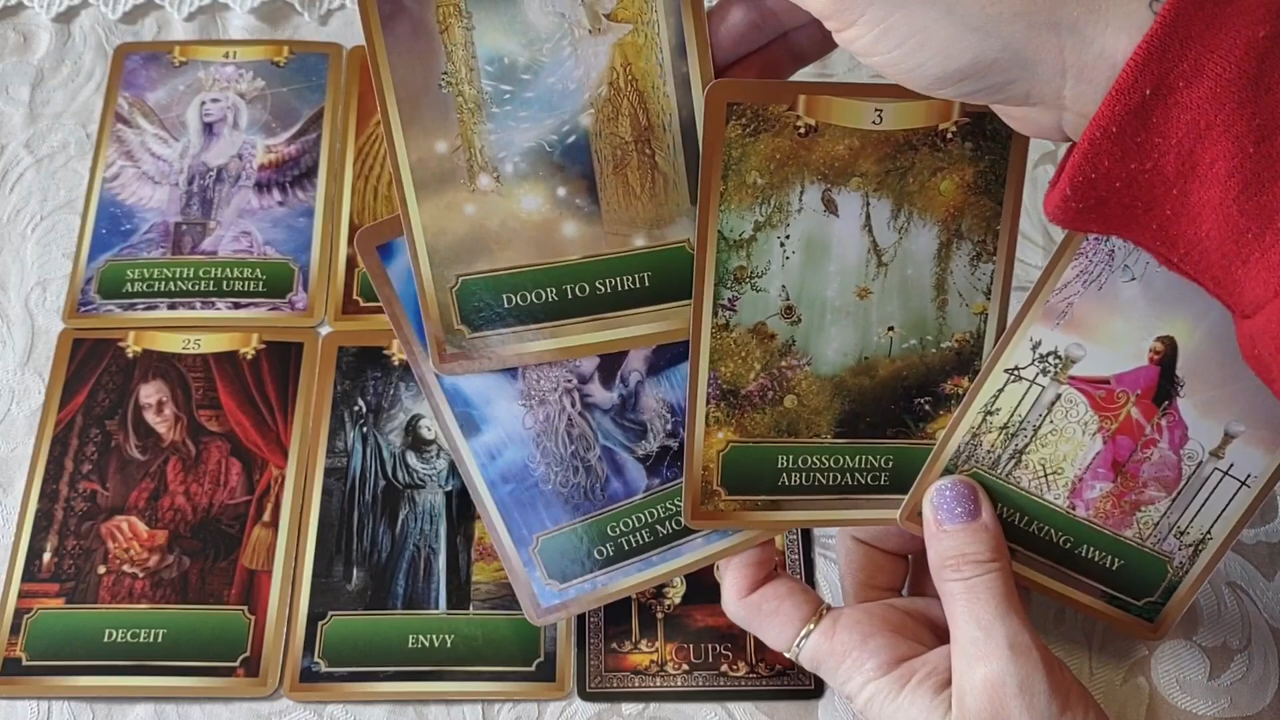 41
SEVENTH CHAKRA,
ARCHANGEL URIEL
DOOR TO SPIRIT
3
BLOSSOMING
ABUNDANCE
GODDESS
OF THE
WALKING AWAY
25
DECEIT
ENVY
CUPS